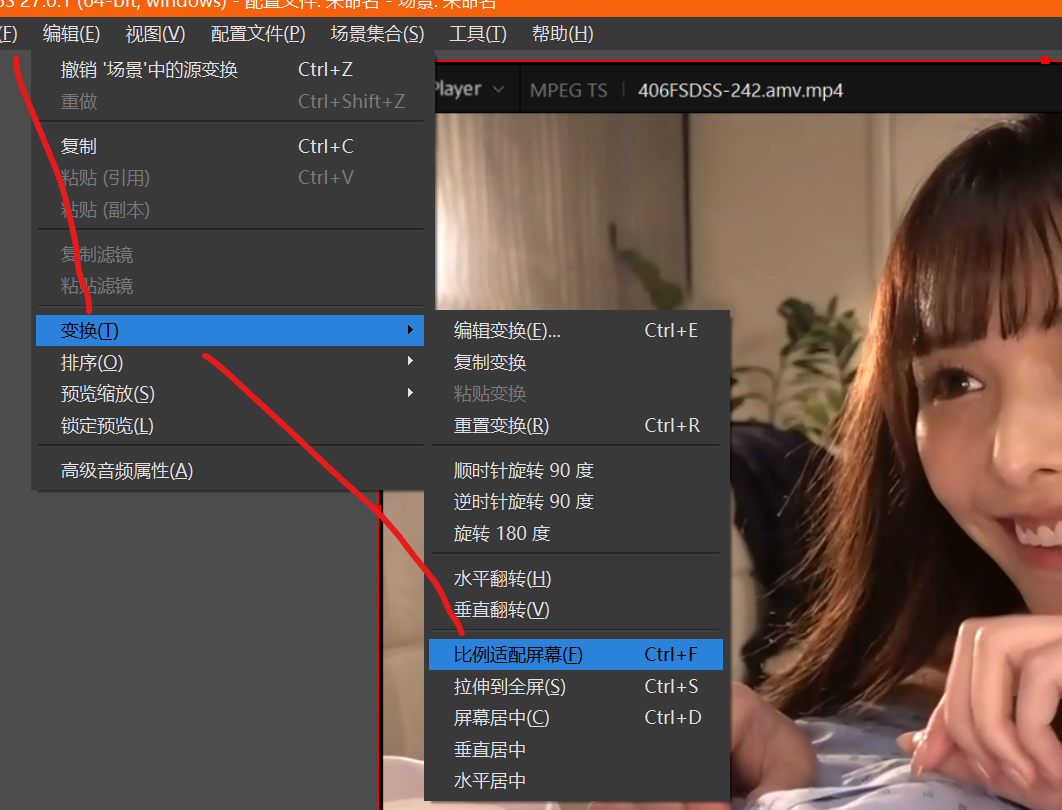 S 27.0.1 (64-bit, windows) - 配置文件: 未命名 - 场景: 未命名
(F) 编辑(E) 视图(V) 配置文件(P) 场景集合(S) 工具(T) 帮助(H)
撤销 '场景'中的源变换 Ctrl+Z
重做 Ctrl+Shift+Z
复制 Ctrl+C
粘贴 (引用) Ctrl+V
粘贴 (副本)
复制滤镜
粘贴滤镜
变换(T)
排序(O)
预览缩放(S)
锁定预览(L)
高级音频属性(A)
Player MPEG TS | 406FSDSS-242.amv.mp4
编辑变换(E)... Ctrl+E
复制变换
粘贴变换
重置变换(R) Ctrl+R
顺时针旋转 90 度
逆时针旋转 90 度
旋转 180 度
水平翻转(H)
垂直翻转(V)
比例适配屏幕(F) Ctrl+F
拉伸到全屏(S) Ctrl+S
屏幕居中(C) Ctrl+D
垂直居中
水平居中